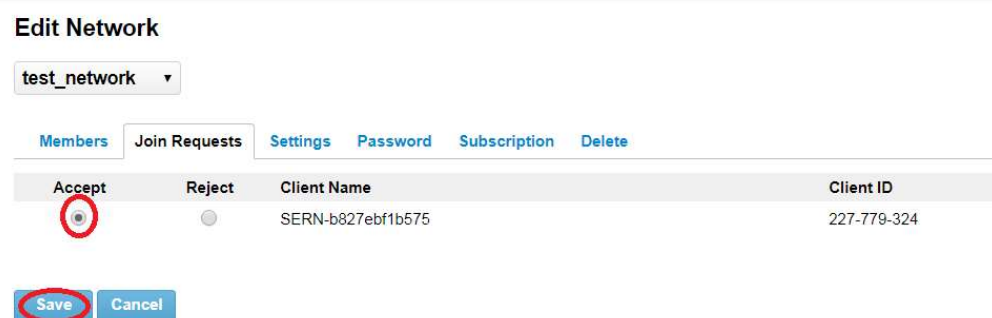 Edit Network
test_network
Members Join Requests Settings Password Subscription Delete
Accept Reject Client Name Client ID
SERN-b827ebf1b575 227-779-324
Save Cancel